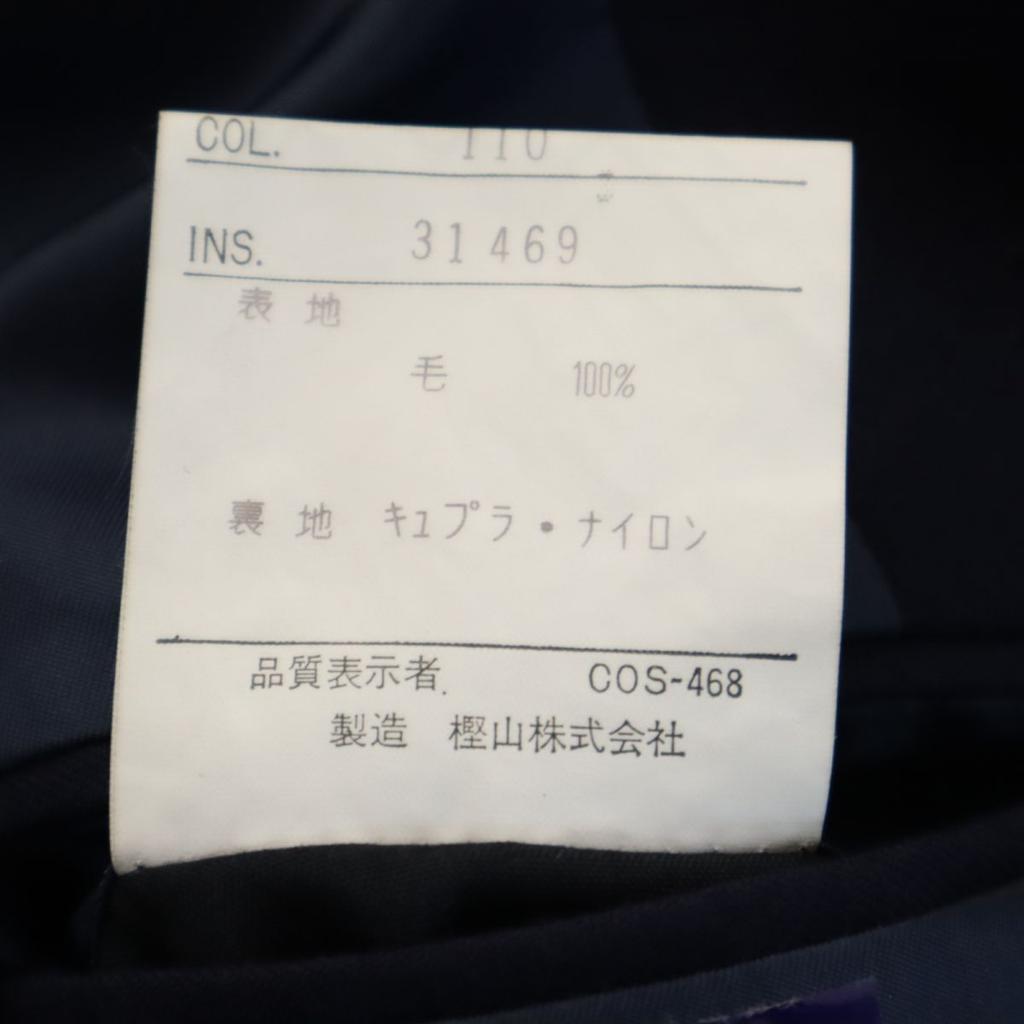 COL. 110
INS. 31469
表地
毛 100%
裏地 キュプラ・ナイロン
品質表示者. COS-468
製造 樫山株式会社